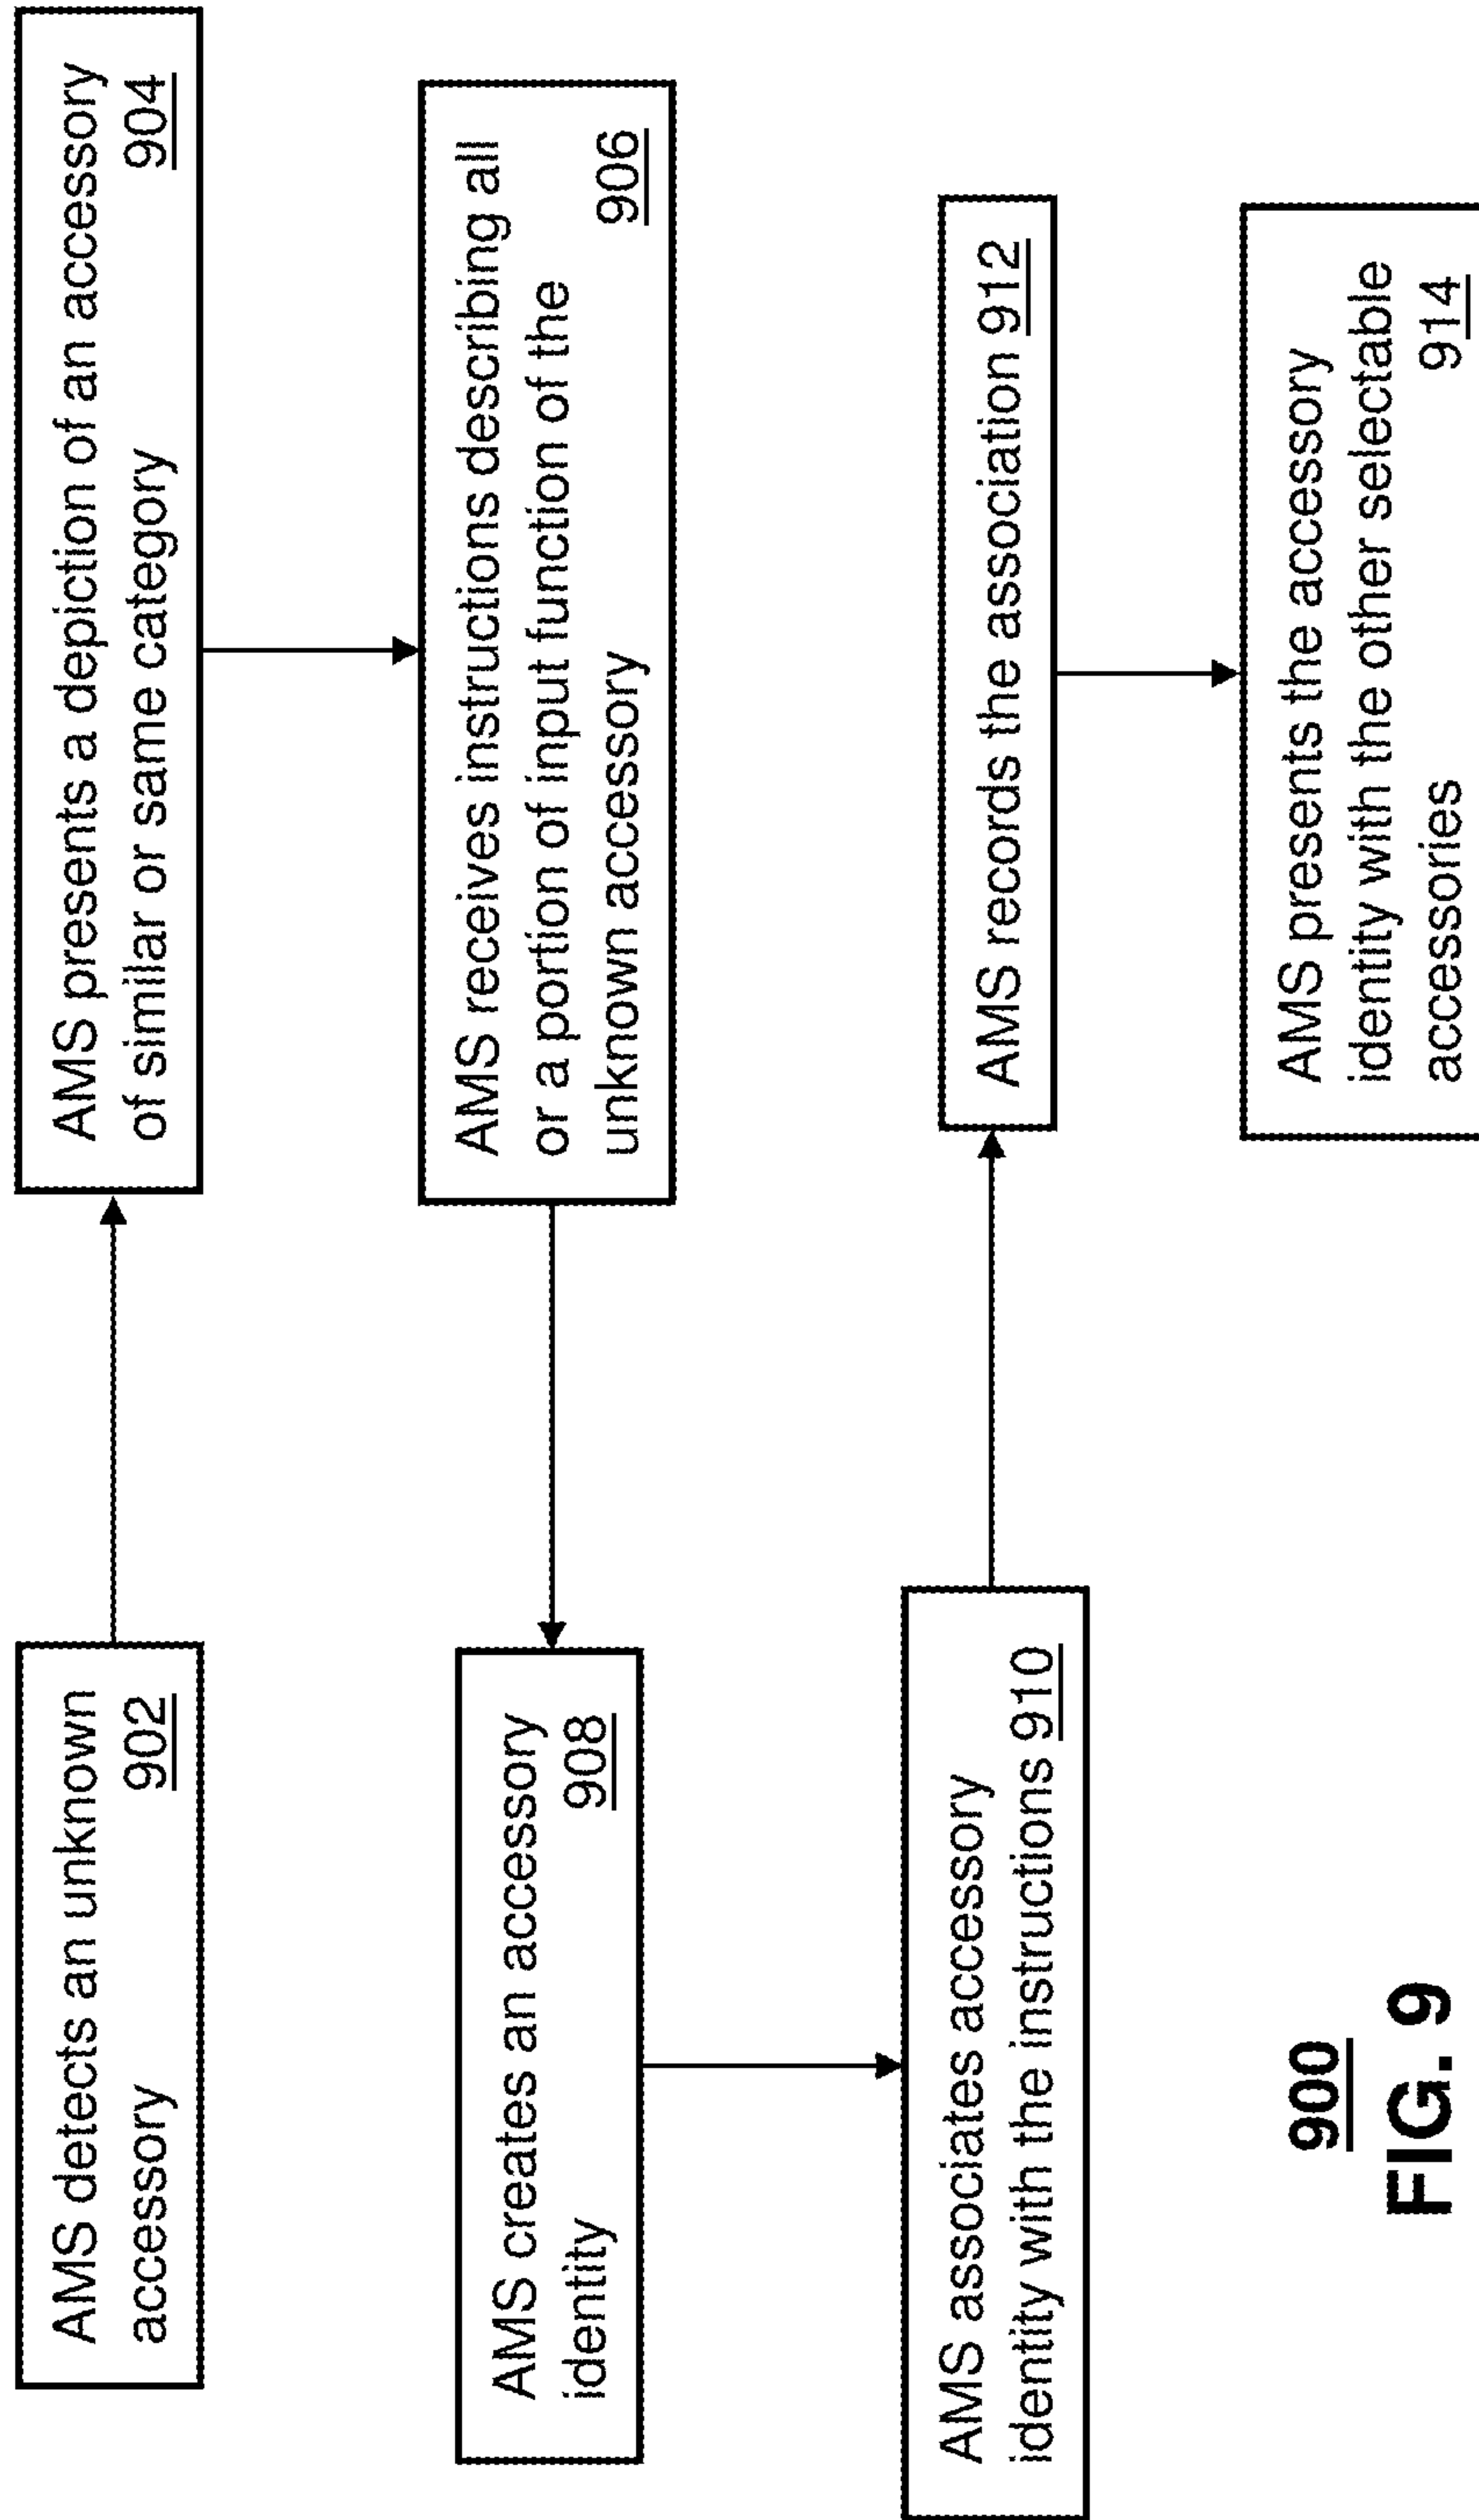 AMS detects an unknown
accessory 902
AMS presents a depiction of an accessory
of similar or same category 904
AMS receives instructions describing all
or a portion of input function of the
unknown accessory 906
AMS creates an accessory
identity 908
AMS associates accessory
identity with the instructions 910
AMS records the association 912
AMS presents the accessory
identity with the other selectable
accessories 914
900
FIG. 9